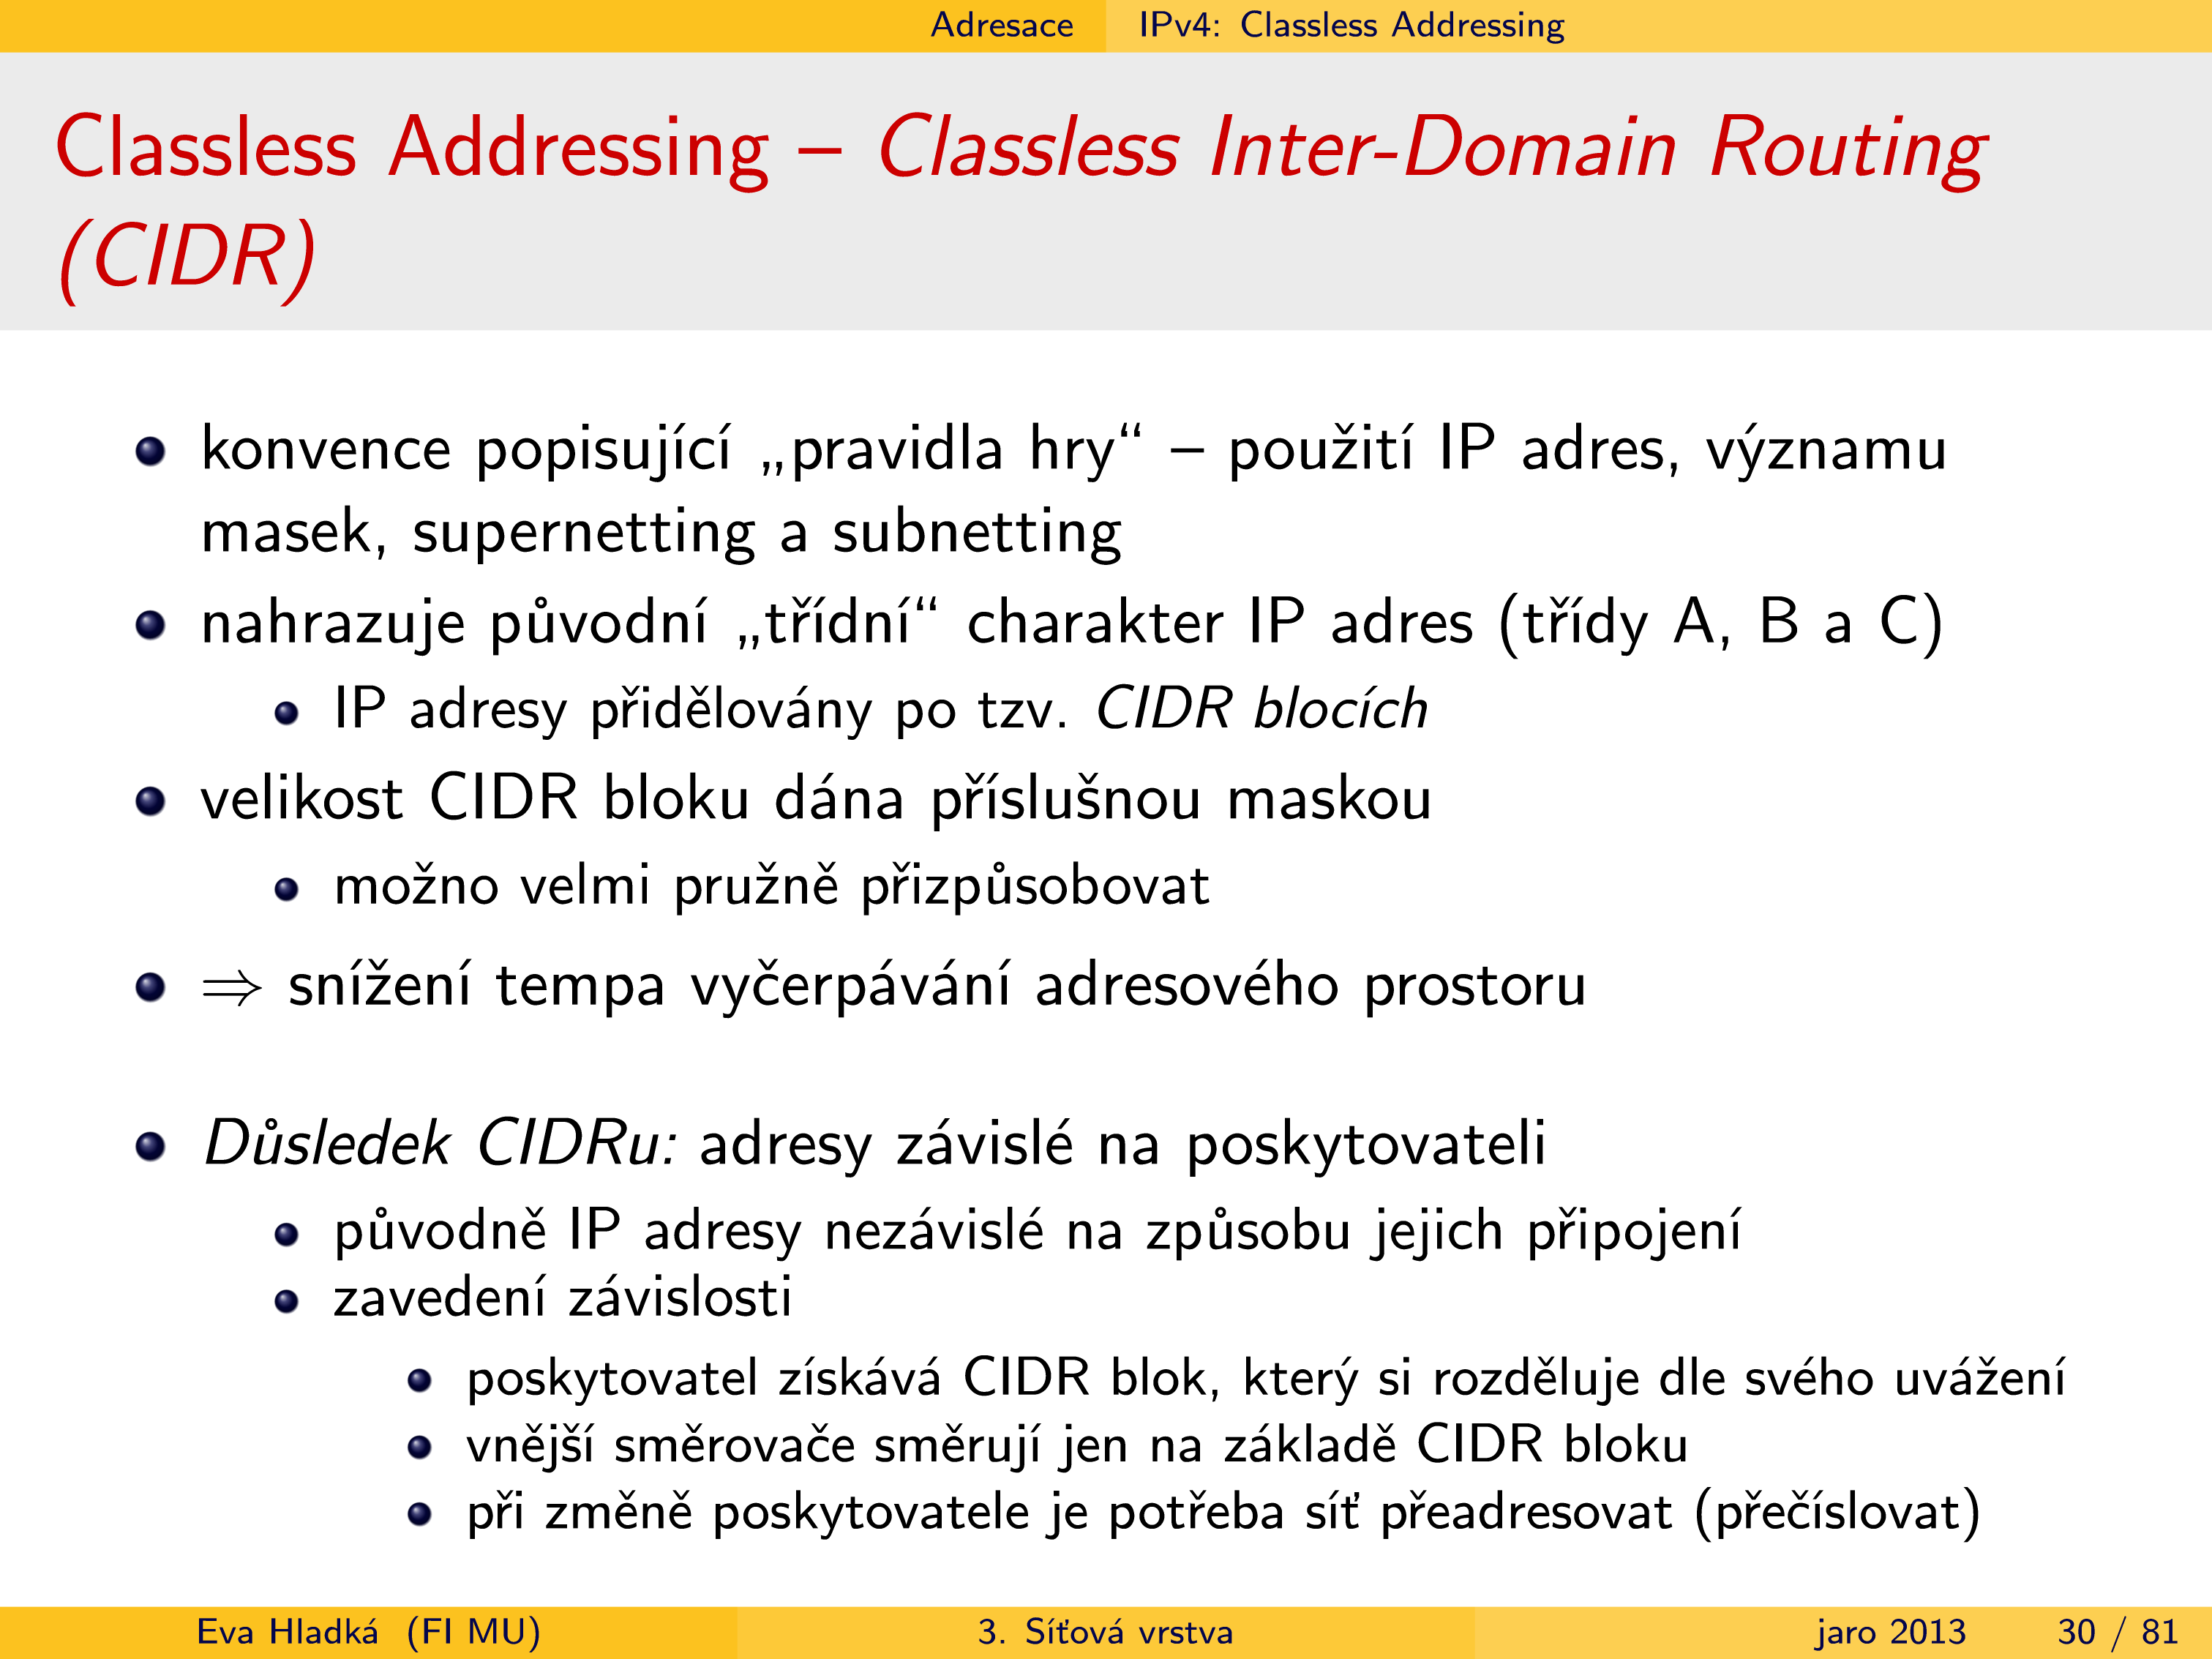 Adresace IPv4: Classless Addressing
Classless Addressing – Classless Inter-Domain Routing
(CIDR)
konvence popisující „pravidla hry“ – použití IP adres, významu
masek, supernetting a subnetting
nahrazuje původní „třídní“ charakter IP adres (třídy A, B a C)
IP adresy přidělovány po tzv. CIDR blocích
velikost CIDR bloku dána příslušnou maskou
možno velmi pružně přizpůsobovat
⇒ snížení tempa vyčerpávání adresového prostoru
Důsledek CIDRu: adresy závislé na poskytovateli
původně IP adresy nezávislé na způsobu jejich připojení
zavedení závislosti
poskytovatel získává CIDR blok, který si rozděluje dle svého uvážení
vnější směrovače směrují jen na základě CIDR bloku
při změně poskytovatele je potřeba síť přeadresovat (přečíslovat)
Eva Hladká (FI MU) 3. Síťová vrstva jaro 2013 30 / 81